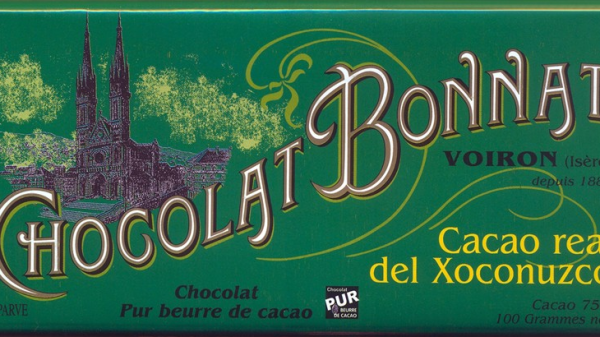 CHOCOLAT BONNAT
VOIRON (Isère
depuis 188
Cacao rea
del Xoconuzco
Chocolat
Pur beurre de cacao
Chocolat
PUR
BEURRE
DE CACAO
PARVE
Cacao 75
100 Grammes n